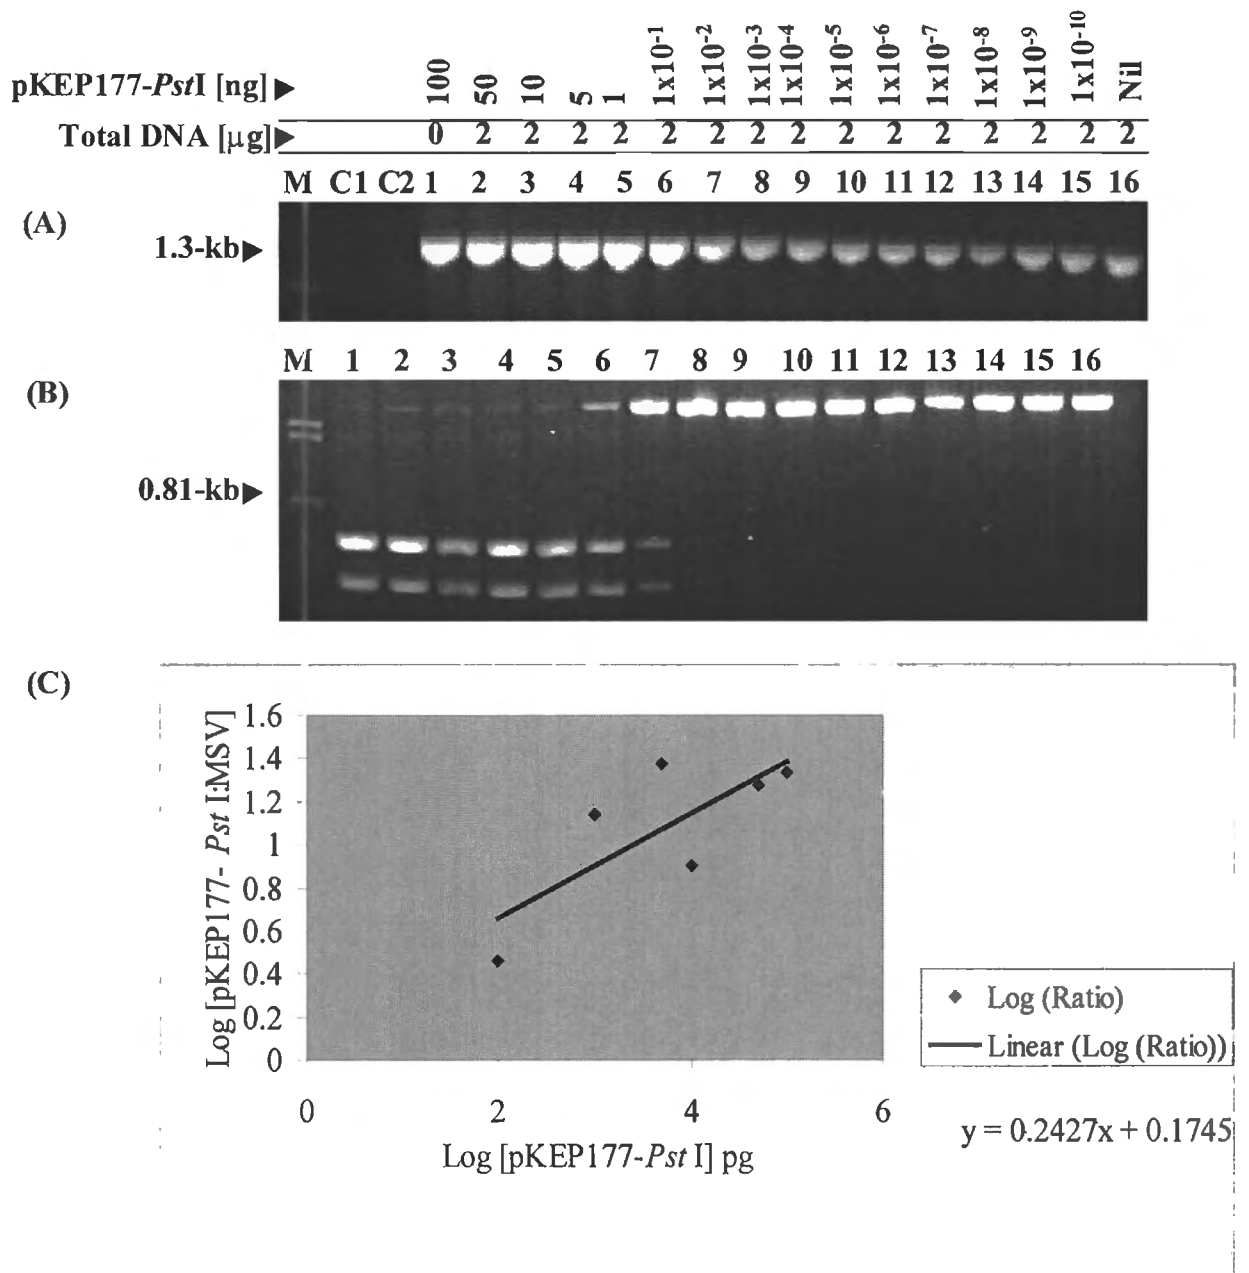 pKEP177-PstI [ng]▶ 100 50 10 5 1 1x10⁻¹ 1x10⁻² 1x10⁻³ 1x10⁻⁴ 1x10⁻⁵ 1x10⁻⁶ 1x10⁻⁷ 1x10⁻⁸ 1x10⁻⁹ 1x10⁻¹⁰ Nil
Total DNA [µg]▶ 0 2 2 2 2 2 2 2 2 2 2 2 2 2 2 2
M C1 C2 1 2 3 4 5 6 7 8 9 10 11 12 13 14 15 16
(A)
1.3-kb▶
M 1 2 3 4 5 6 7 8 9 10 11 12 13 14 15 16
(B)
0.81-kb▶
(C)
Log [pKEP177- Pst I:MSV]
1.6
1.4
1.2
1
0.8
0.6
0.4
0.2
0
0 2 4 6
Log [pKEP177-Pst I] pg
Log (Ratio)
Linear (Log (Ratio))
y = 0.2427x + 0.1745